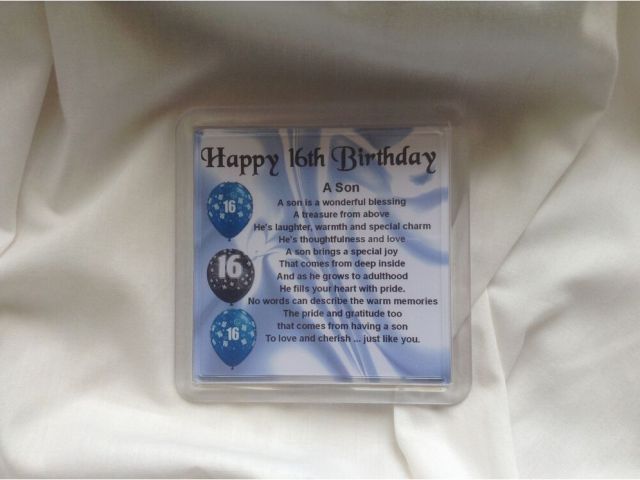 Happy 16th Birthday
A Son
A son is a wonderful blessing
A treasure from above
He's laughter, warmth and special charm
He's thoughtfulness and love
A son brings a special joy
That comes from deep inside
And as he grows to adulthood
He fills your heart with pride.
No words can describe the warm memories
The pride and gratitude too
that comes from having a son
To love and cherish ... just like you.
16
16
16